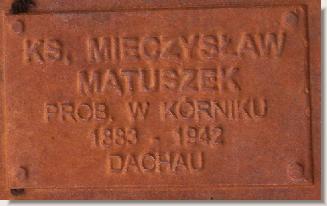 KS. MIECZYSŁAW
MATUSZEK
PROB. W KÓRNIKU
1883 - 1942
DACHAU